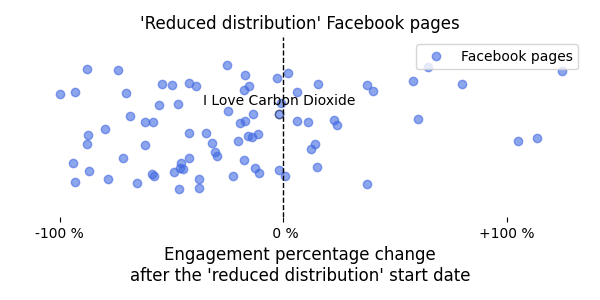 'Reduced distribution' Facebook pages
Facebook pages
I Love Carbon Dioxide
-100 %
0 %
+100 %
Engagement percentage change
after the 'reduced distribution' start date